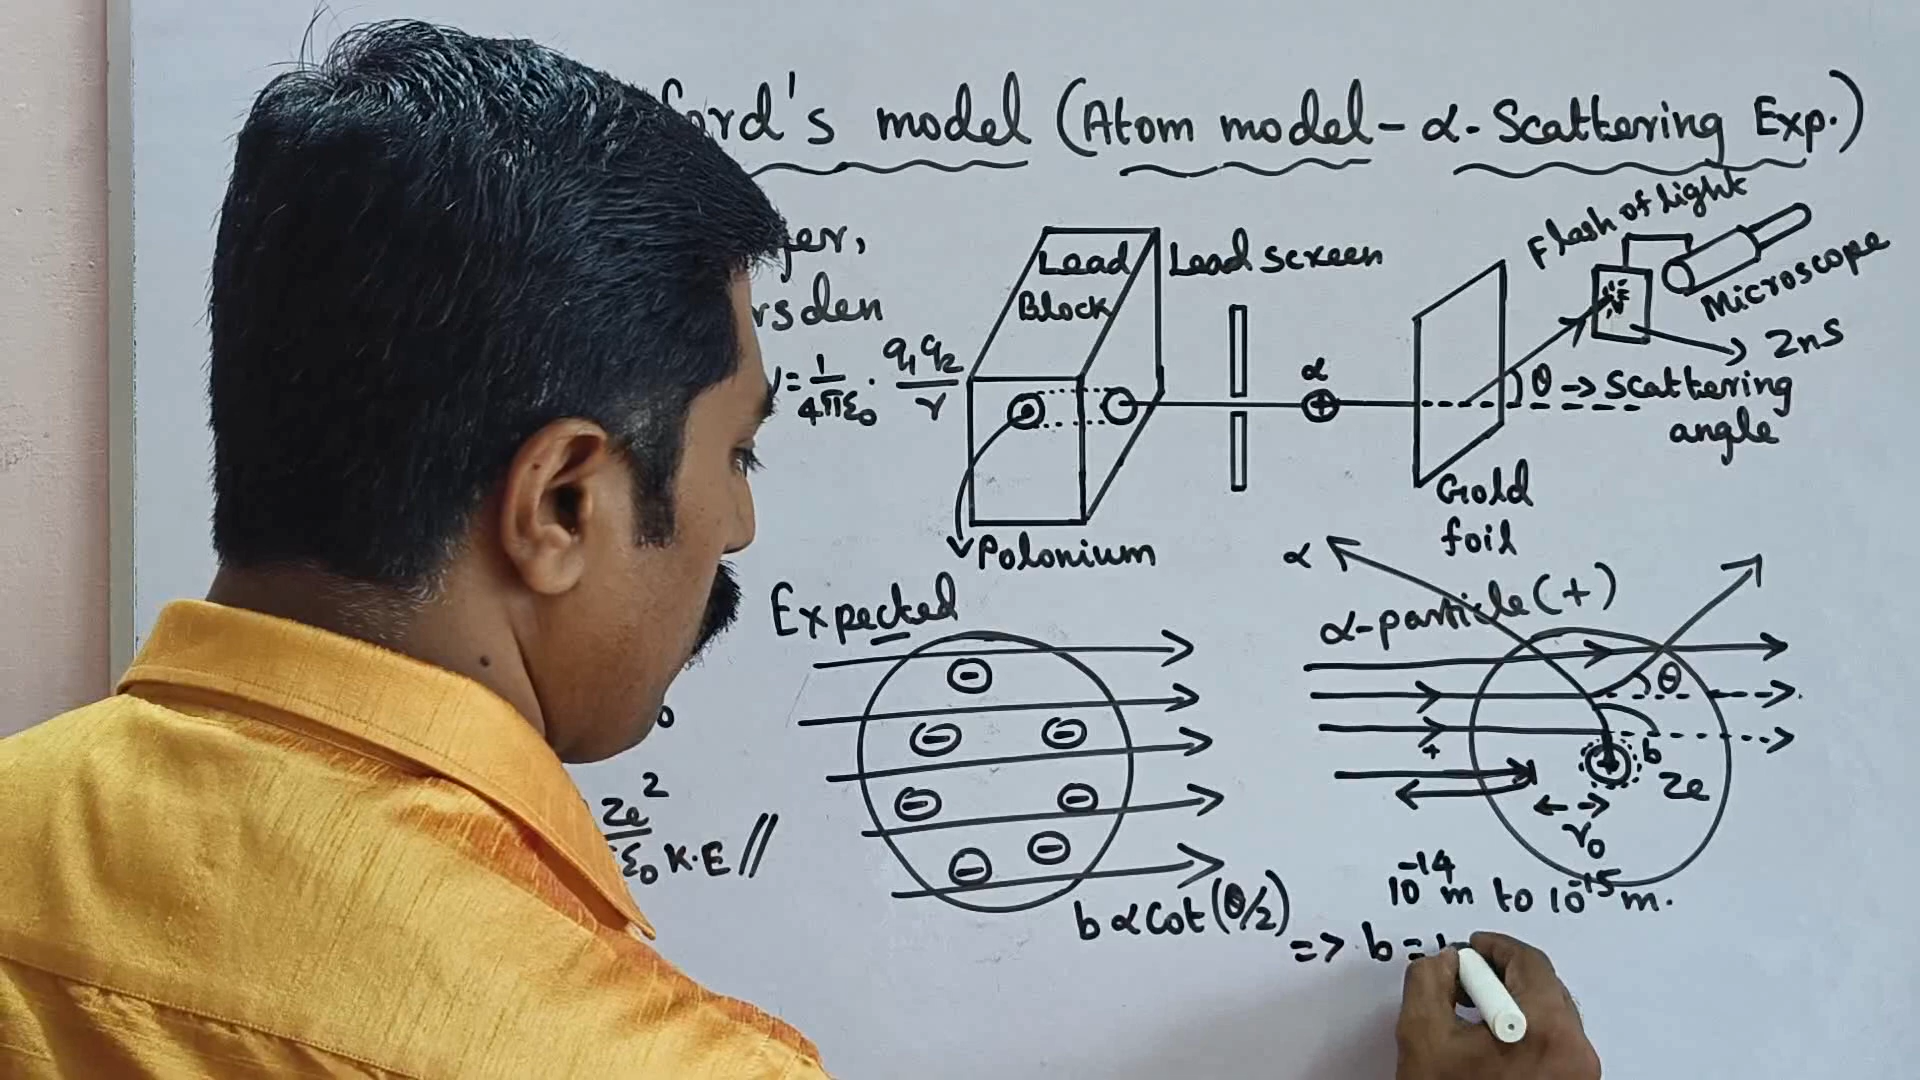 ford's model (Atom model - α - Scattering Exp.)
Flash of light
Microscope
ger,
rsden
Lead
Block
Lead screen
V = 1/4πε₀ · q₁q₂/r
α
ZnS
θ → Scattering
angle
Gold
foil
Polonium
α
Expected
α-particle (+)
θ
+
b
Ze
r₀
Ze²
ε₀ K.E //
10⁻¹⁴ m to 10⁻¹⁵ m.
b α Cot (θ/2)
=> b =